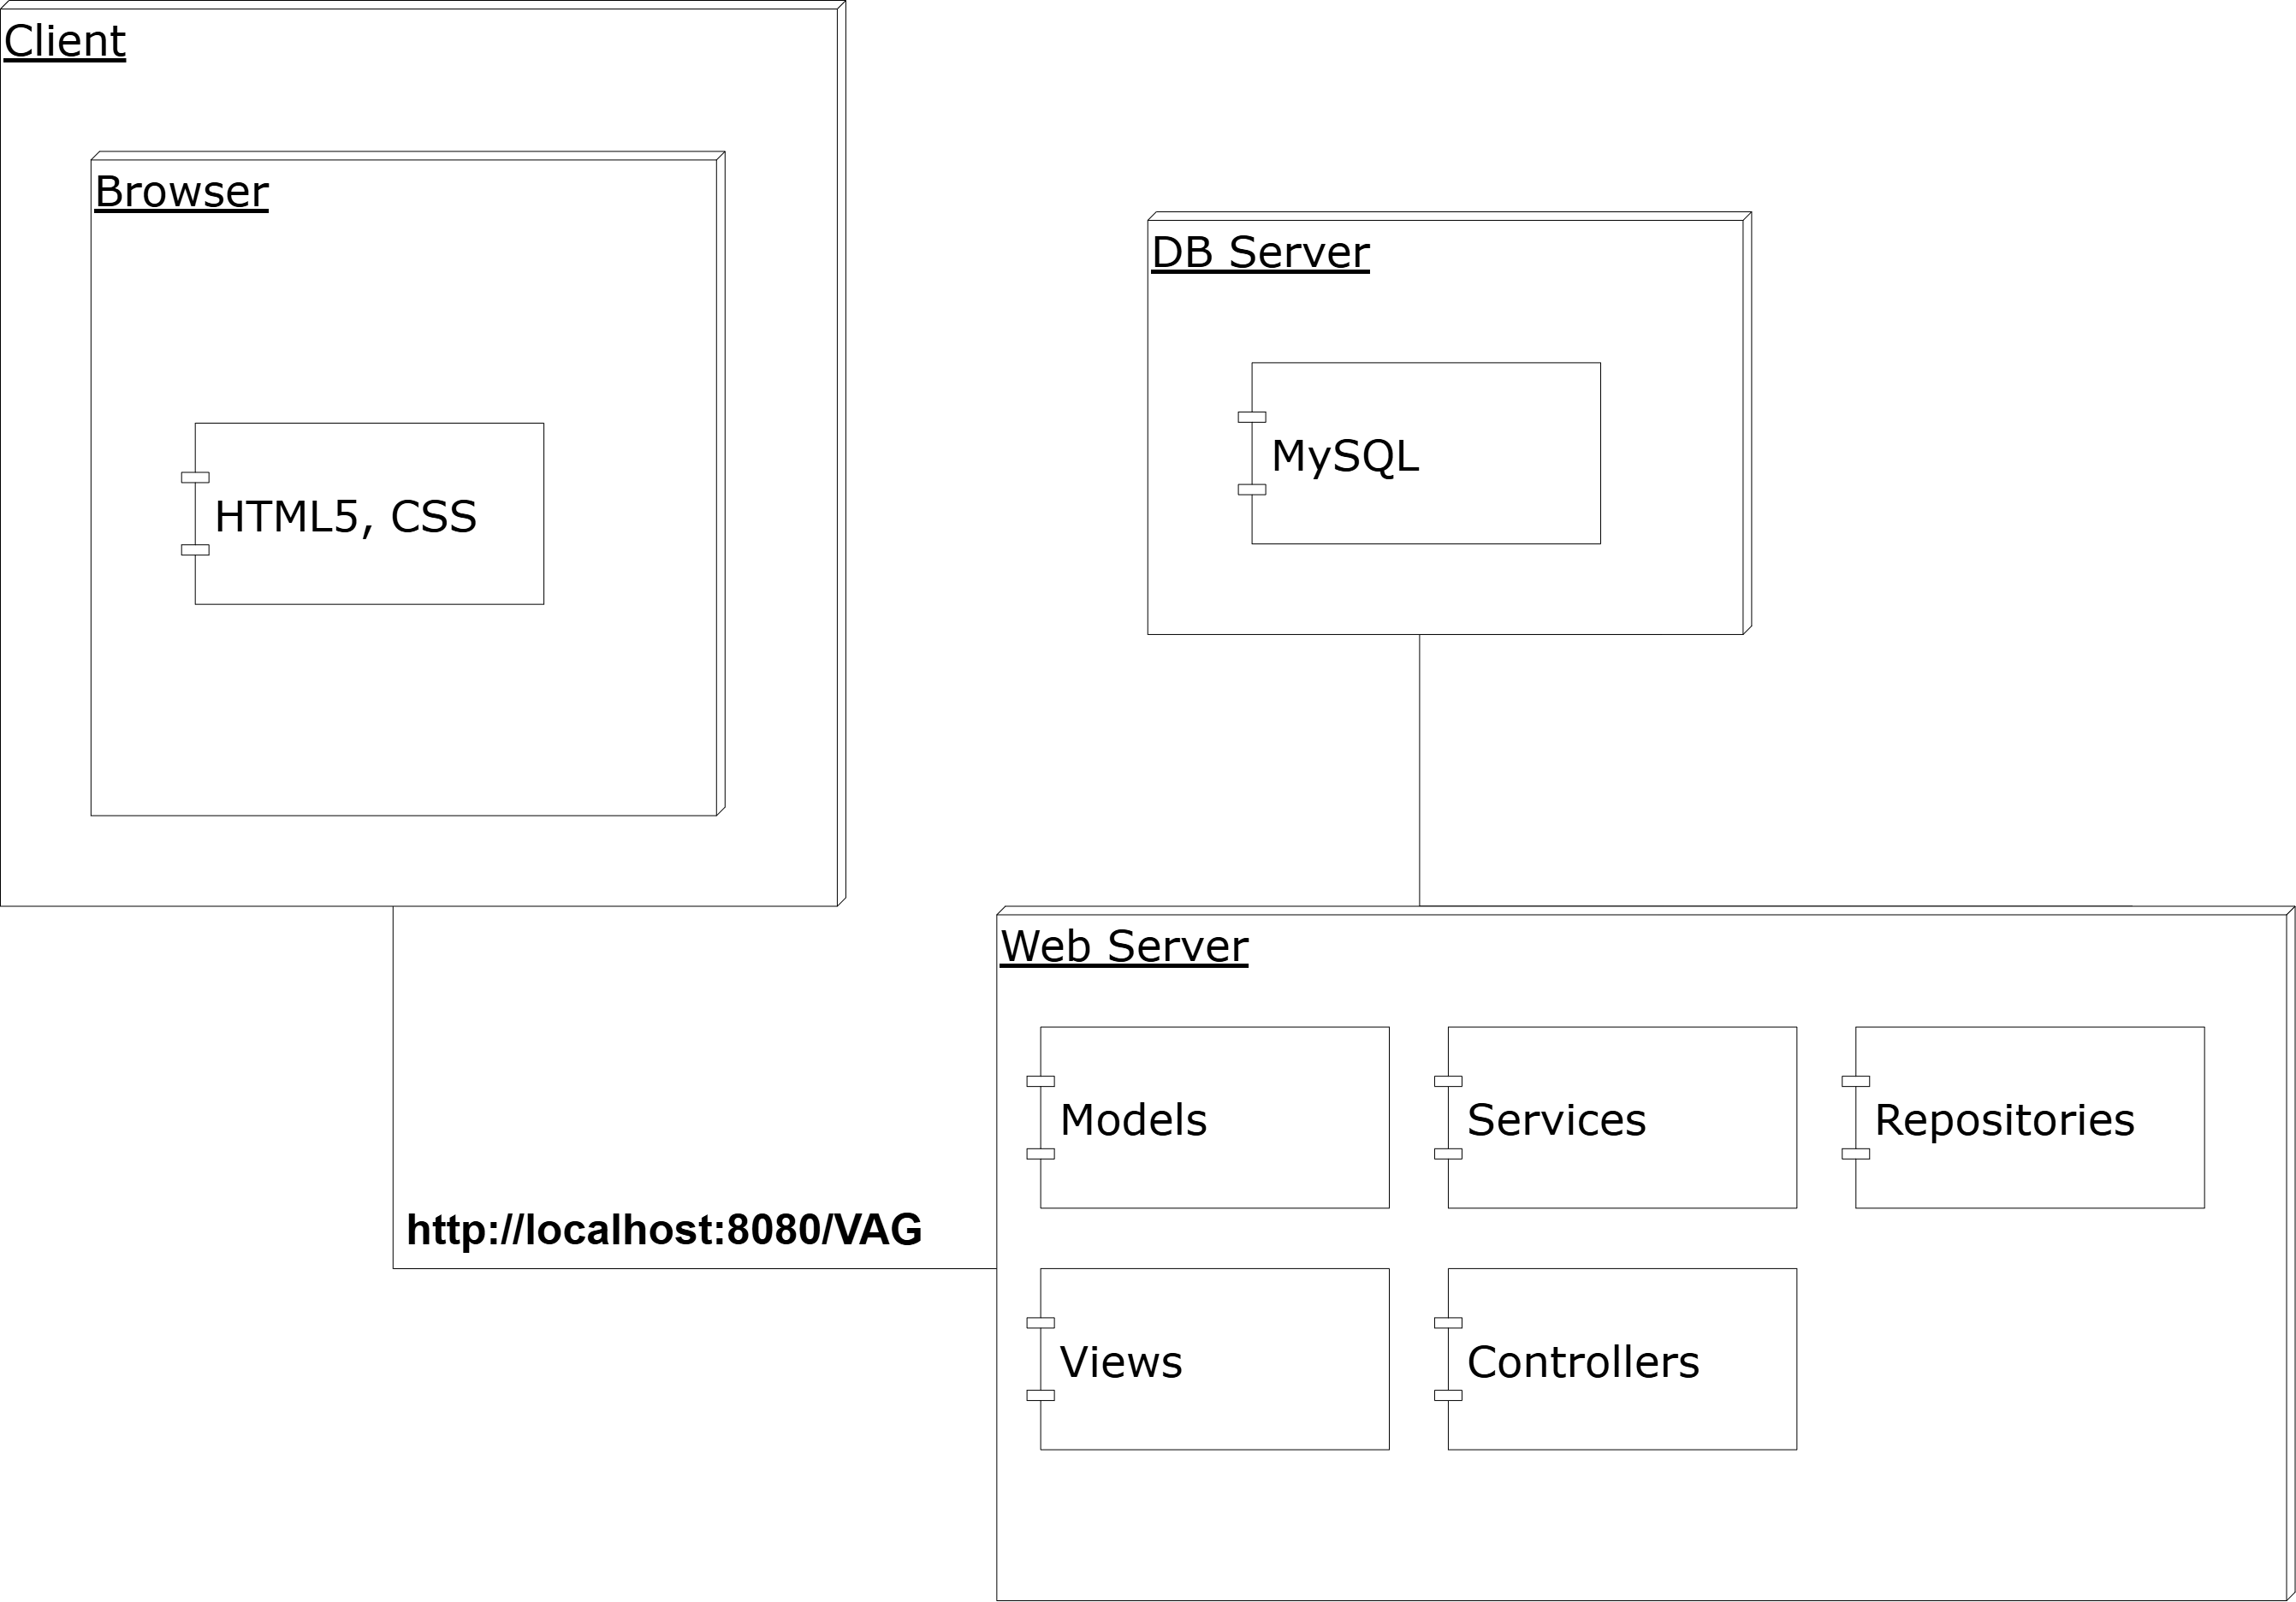 Client
Browser
HTML5, CSS
DB Server
MySQL
http://localhost:8080/VAG
Web Server
Models
Services
Repositories
Views
Controllers